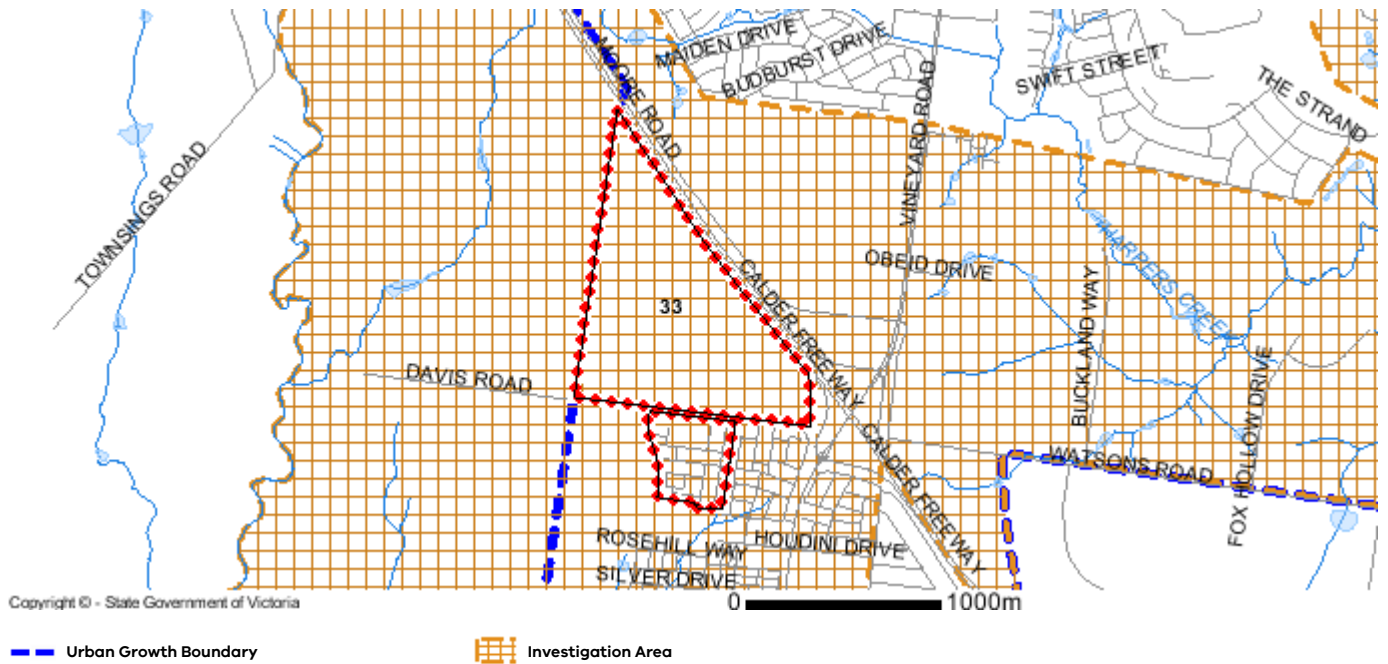 MAIDEN DRIVE
BUDBURST DRIVE
MOORE ROAD
SWIFT STREET
THE STRAND
VINEYARD ROAD
TOWNSINGS ROAD
HARPERS CREEK
OBEID DRIVE
CALDER FREEWAY
33
BUCKLAND WAY
DAVIS ROAD
FOX HOLLOW DRIVE
CALDER FREEWAY
WATSONS ROAD
ROSEHILL WAY
HOUDINI DRIVE
SILVER DRIVE
Copyright © - State Government of Victoria
0 1000m
Urban Growth Boundary
Investigation Area